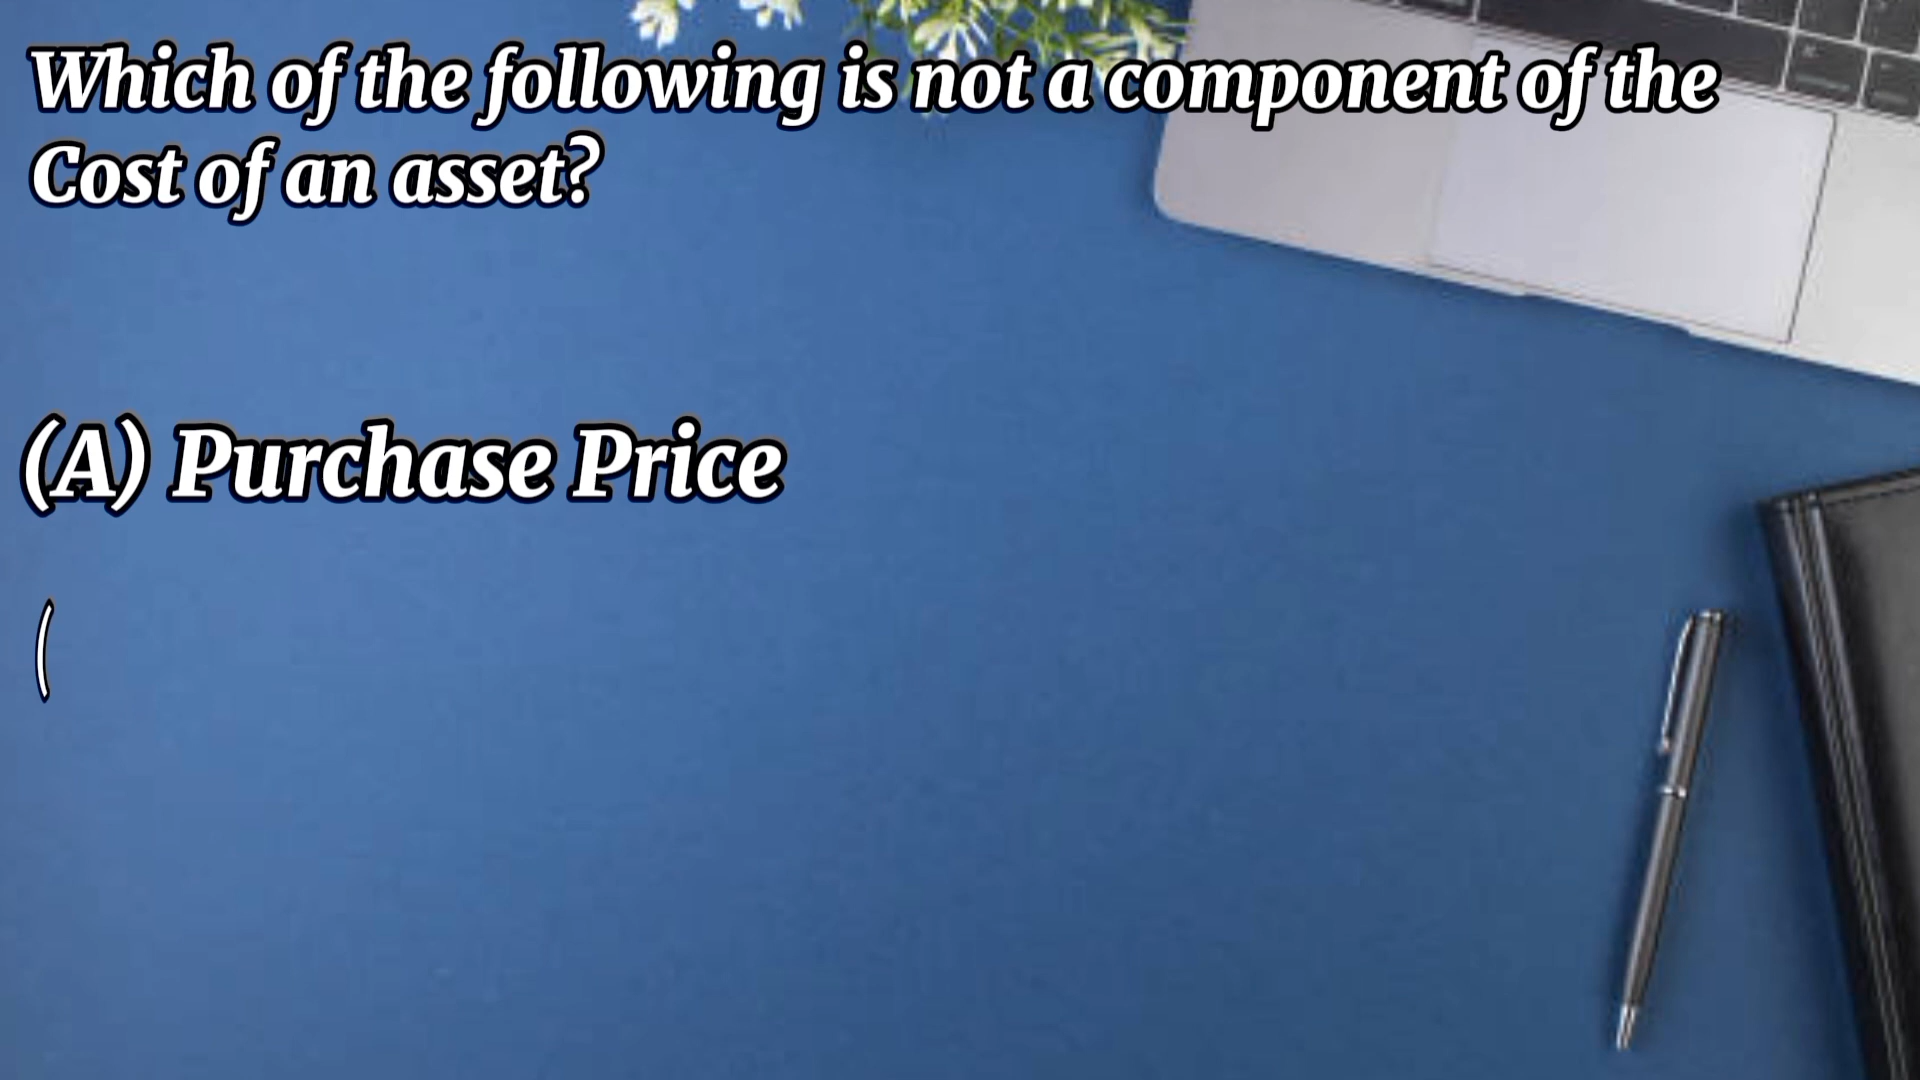 Which of the following is not a component of the
Cost of an asset?
(A) Purchase Price
(